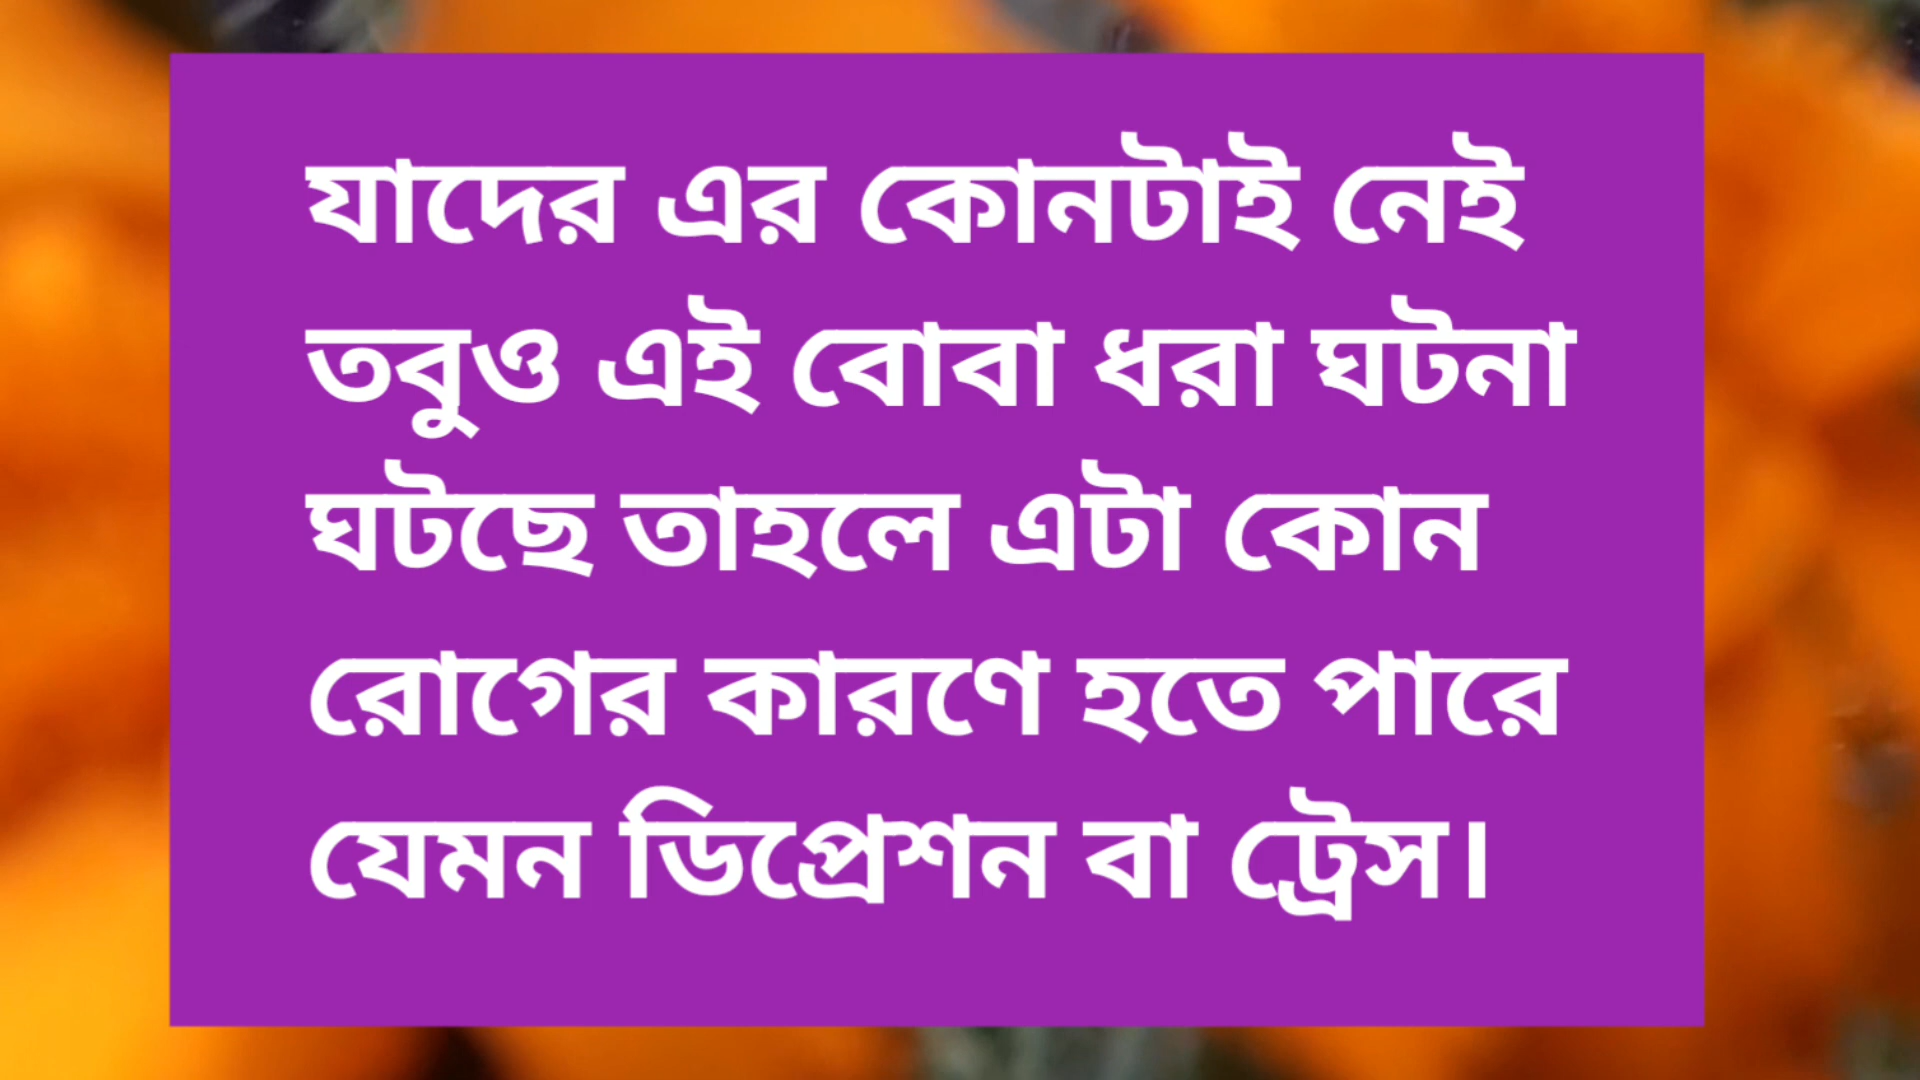 যাদের এর কোনটাই নেই
তবুও এই বোবা ধরা ঘটনা
ঘটছে তাহলে এটা কোন
রোগের কারণে হতে পারে
যেমন ডিপ্রেশন বা ট্রেস।